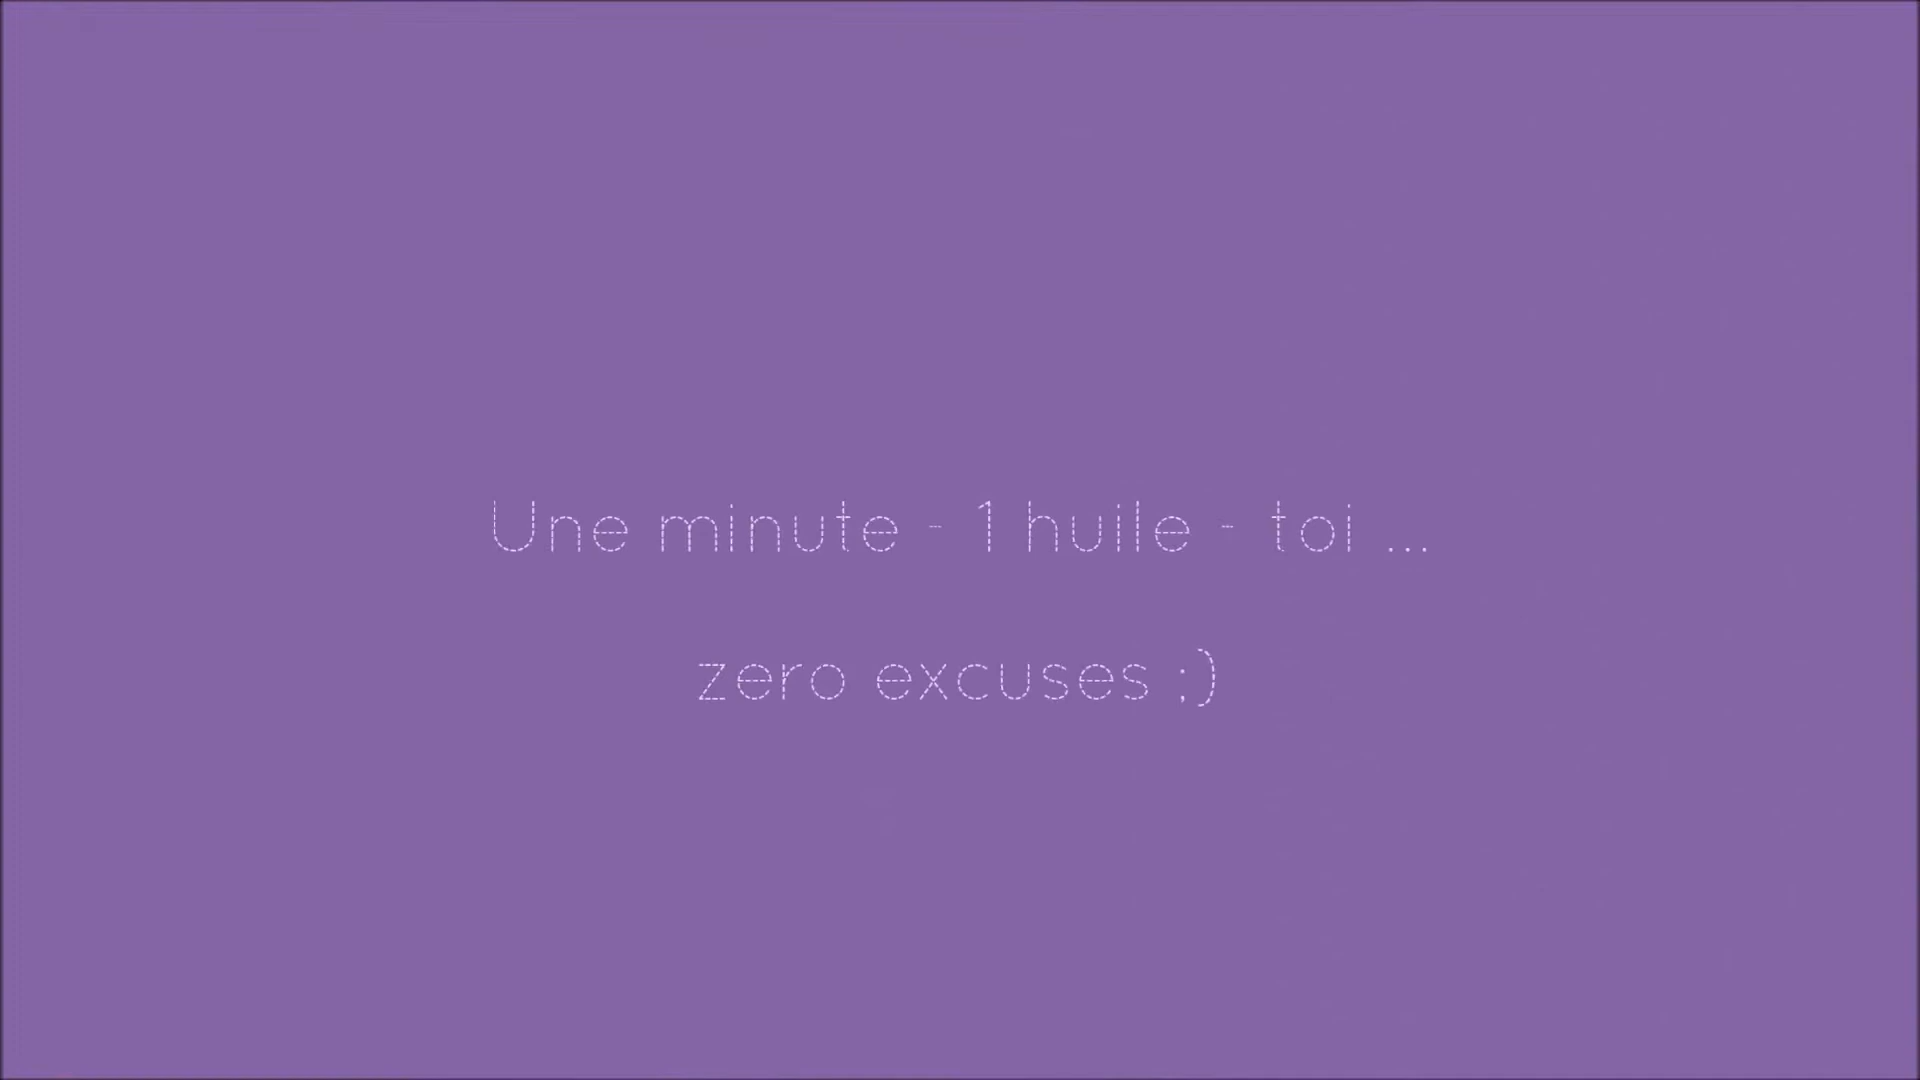 Une minute - 1 huile - toi ...
zero excuses ;)